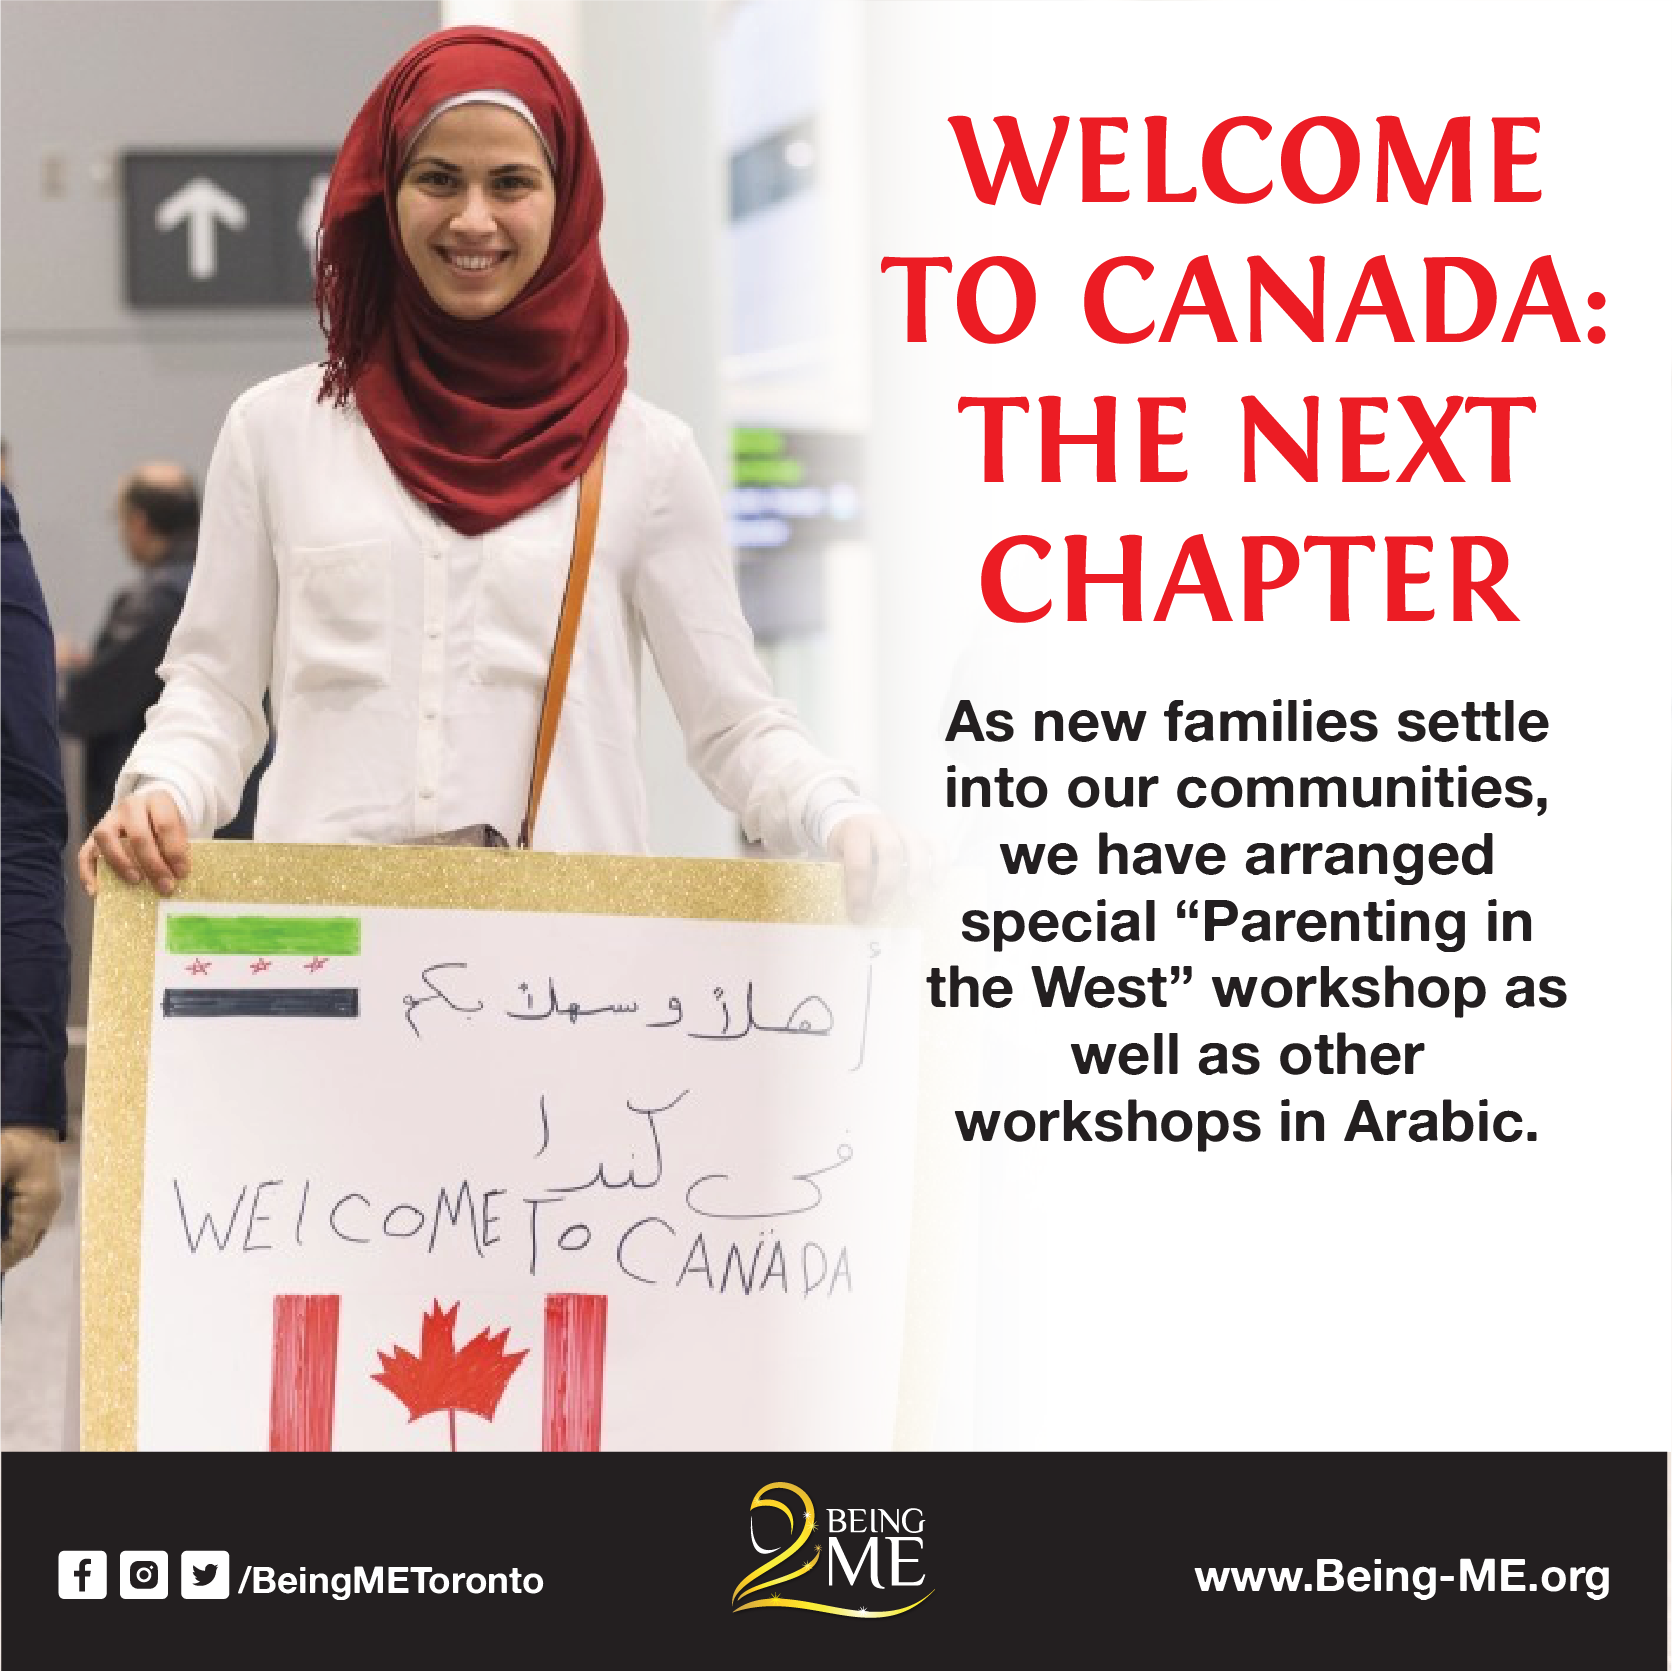 WELCOME
TO CANADA:
THE NEXT
CHAPTER
As new families settle
into our communities,
we have arranged
special “Parenting in
the West” workshop as
well as other
workshops in Arabic.
أهلاً و سهلاً بكم
في كندا
WElCOME To CANADA
/BeingMEToronto
2
BEING
ME
www.Being-ME.org